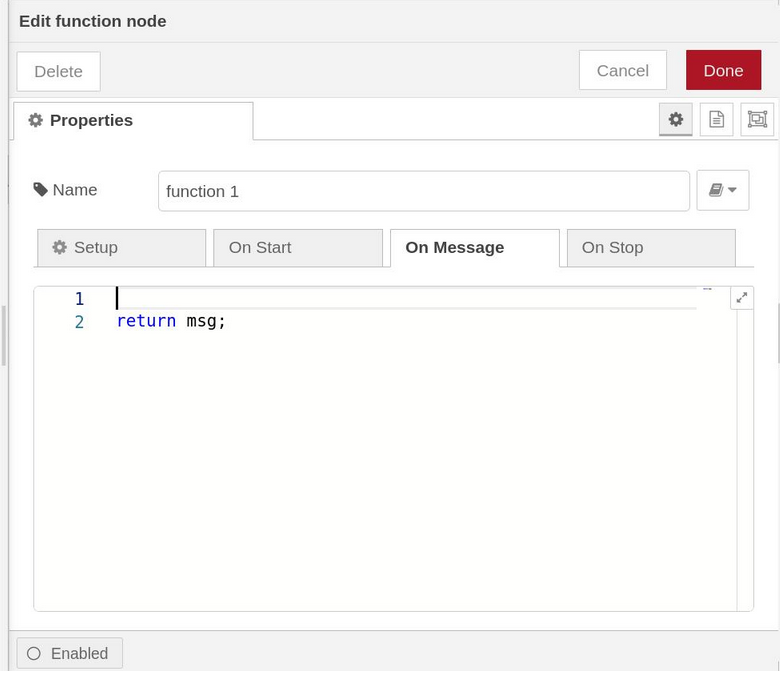 Edit function node
Delete Cancel Done
Properties
Name function 1
Setup On Start On Message On Stop
1
2 return msg;
Enabled